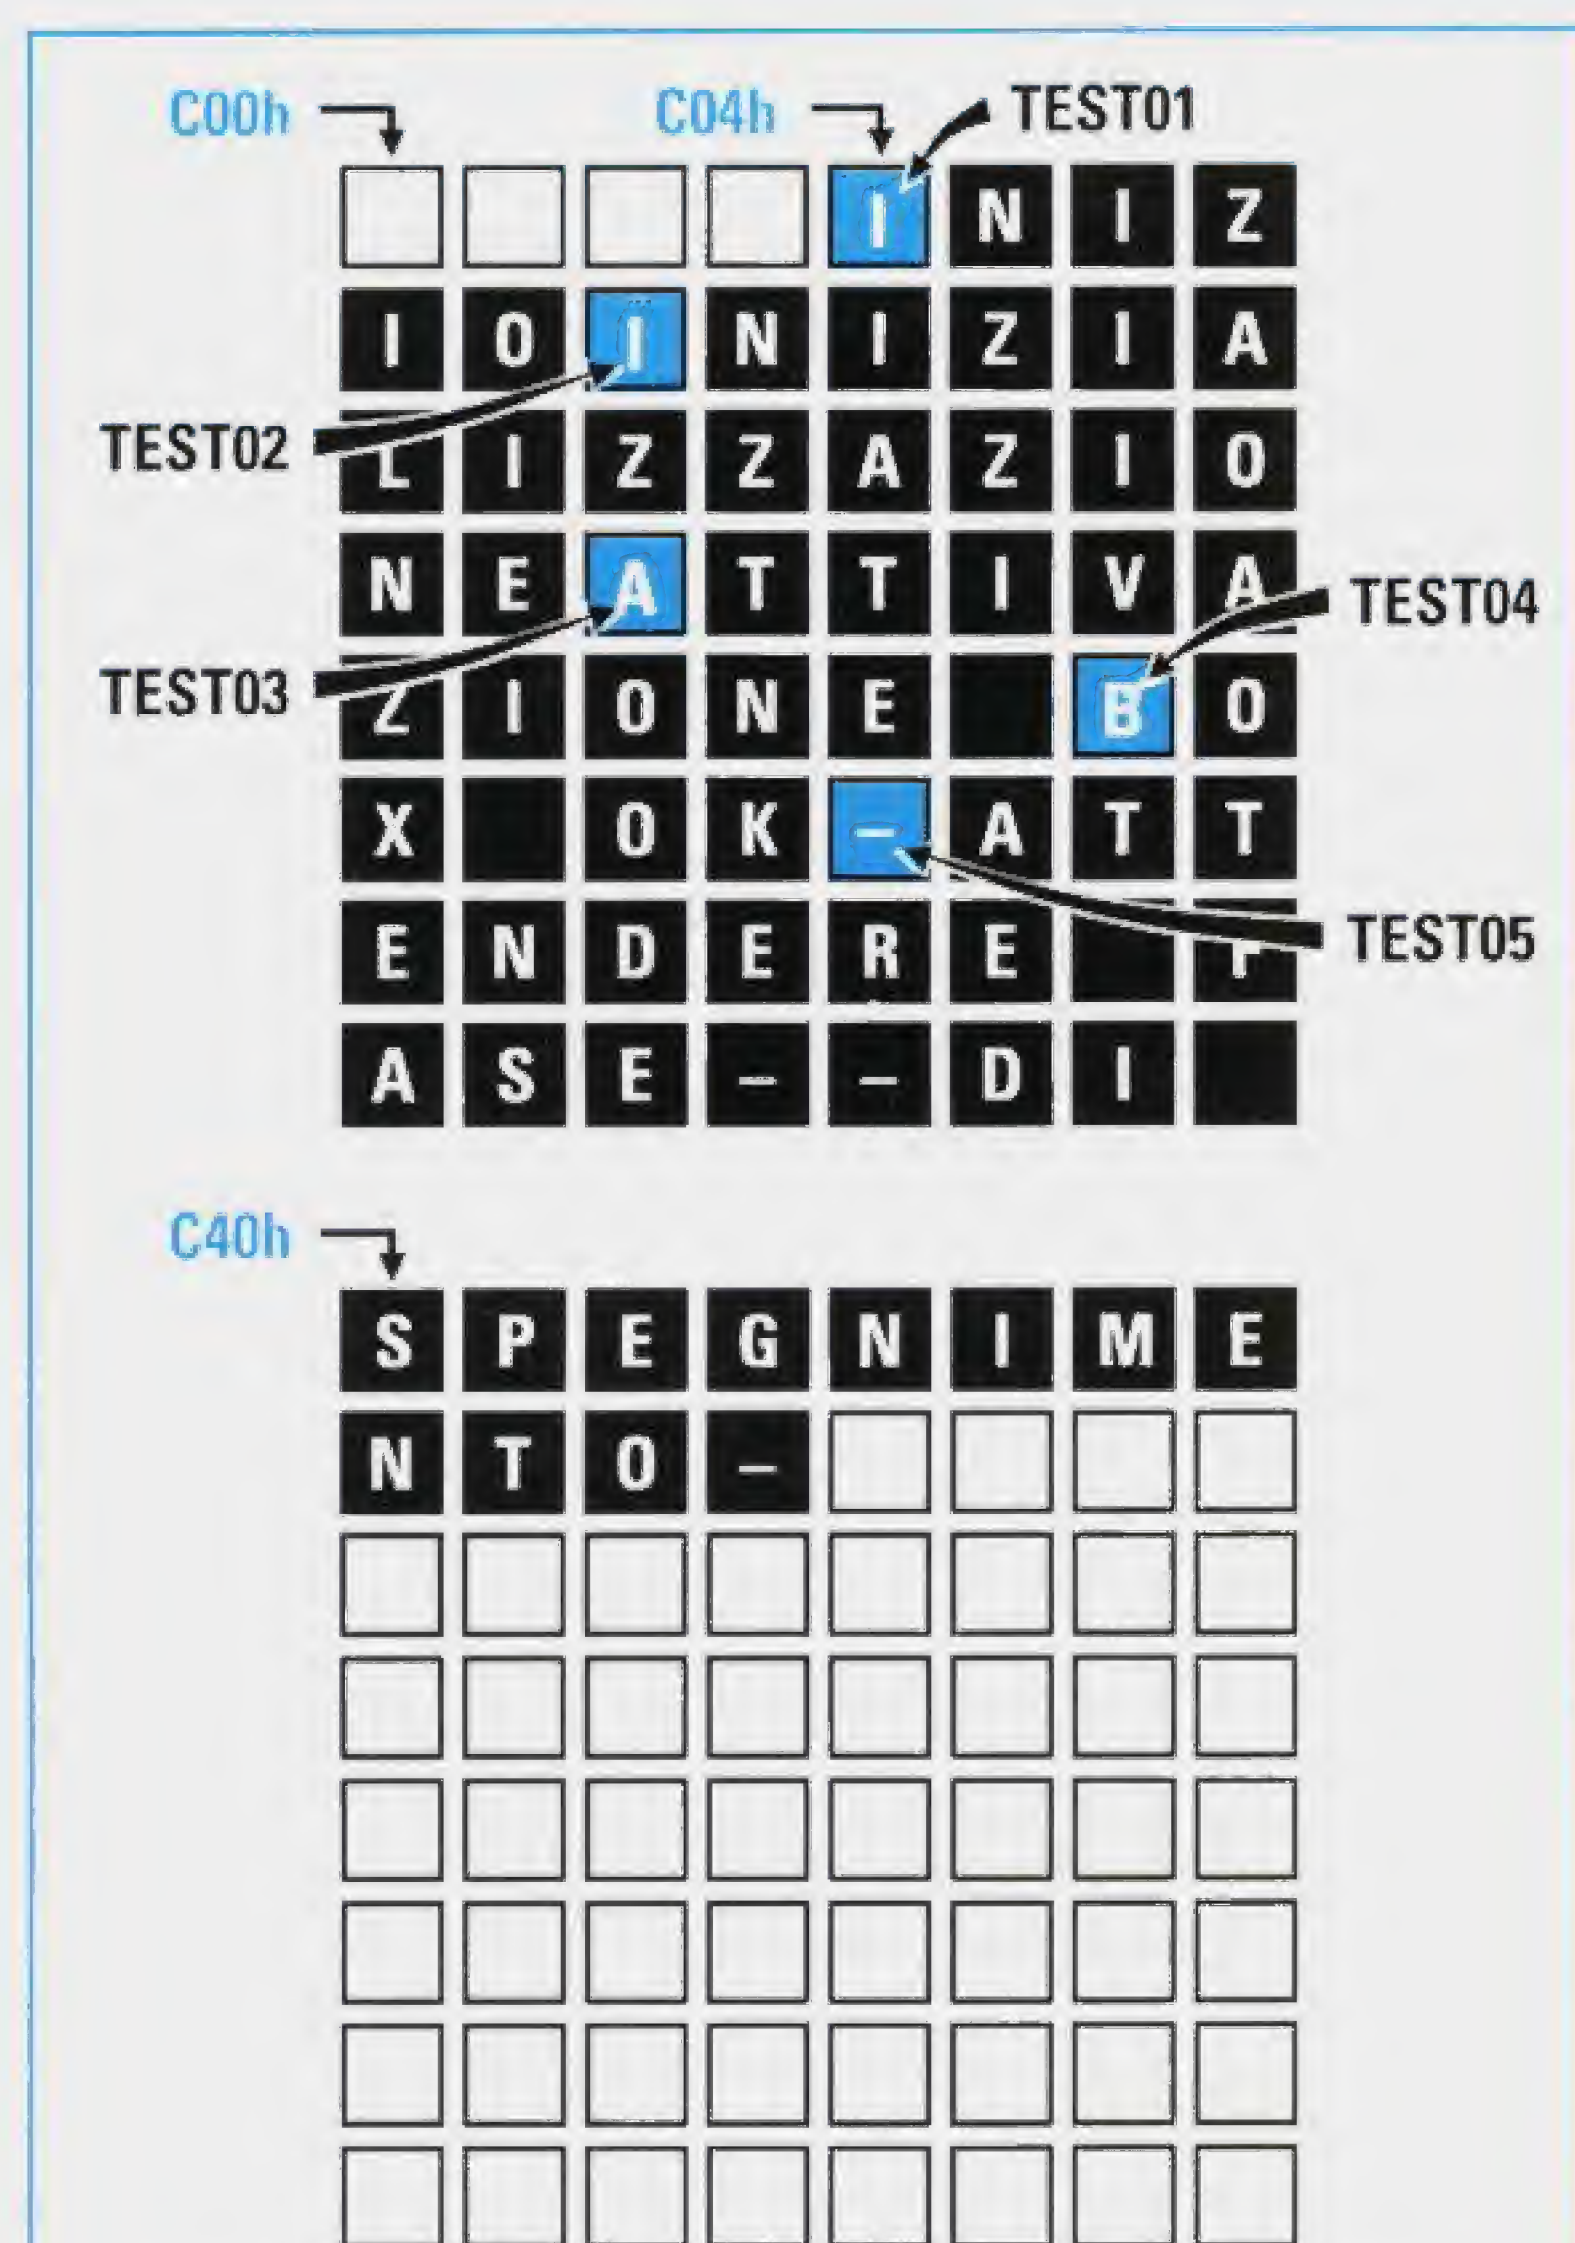 C00h C04h TEST01
I N I Z
I O I N I Z I A
TEST02
L I Z Z A Z I O
N E A T T I V A
TEST04
TEST03
Z I O N E B O
X O K – A T T
E N D E R E F
TEST05
A S E – – D I
C40h
S P E G N I M E
N T O –